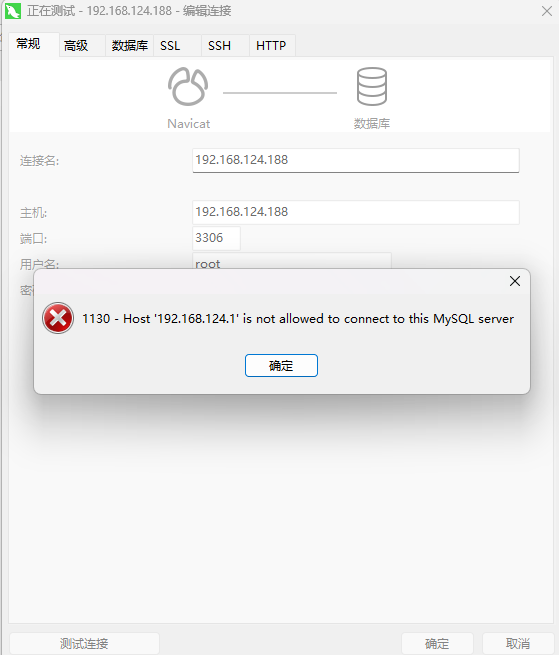 正在测试 - 192.168.124.188 - 编辑连接
常规 高级 数据库 SSL SSH HTTP
Navicat 数据库
连接名: 192.168.124.188
主机: 192.168.124.188
端口: 3306
用户名: root
密
1130 - Host '192.168.124.1' is not allowed to connect to this MySQL server
确定
测试连接 确定 取消